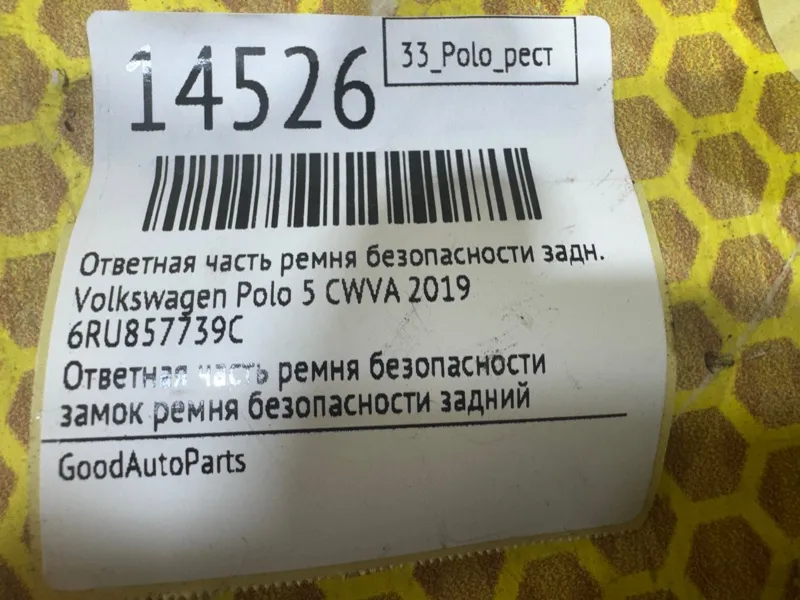 14526
33_Polo_рест
Ответная часть ремня безопасности задн.
Volkswagen Polo 5 CWVA 2019
6RU857739C
Ответная часть ремня безопасности
замок ремня безопасности задний
GoodAutoParts